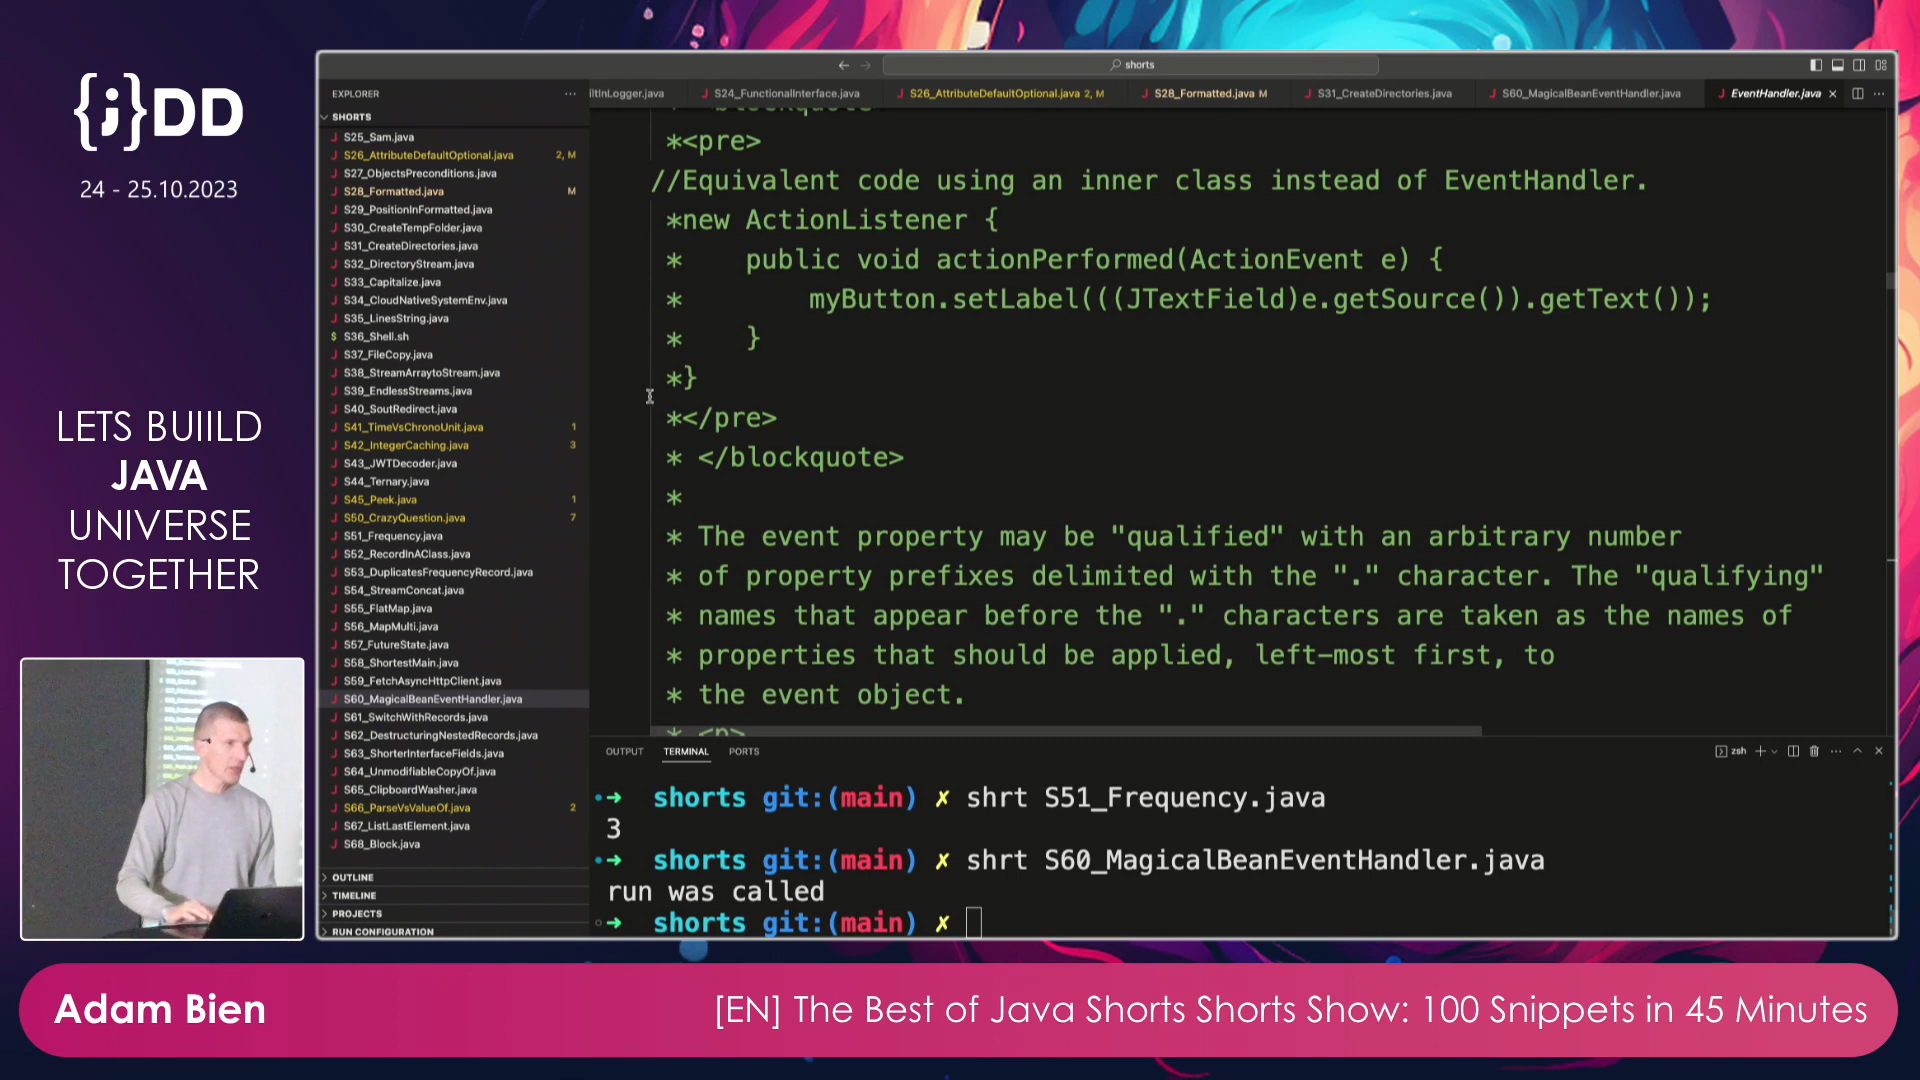 {j}DD
24 - 25.10.2023
LETS BUIILD
JAVA
UNIVERSE
TOGETHER
shorts
EXPLORER
SHORTS
S25_Sam.java
S26_AttributeDefaultOptional.java 2, M
S27_ObjectsPreconditions.java
S28_Formatted.java M
S29_PositionInFormatted.java
S30_CreateTempFolder.java
S31_CreateDirectories.java
S32_DirectoryStream.java
S33_Capitalize.java
S34_CloudNativeSystemEnv.java
S35_LinesString.java
$ S36_Shell.sh
S37_FileCopy.java
S38_StreamArraytoStream.java
S39_EndlessStreams.java
S40_SoutRedirect.java
S41_TimeVsChronoUnit.java 1
S42_IntegerCaching.java 3
S43_JWTDecoder.java
S44_Ternary.java
S45_Peek.java 1
S50_CrazyQuestion.java 7
S51_Frequency.java
S52_RecordInAClass.java
S53_DuplicatesFrequencyRecord.java
S54_StreamConcat.java
S55_FlatMap.java
S56_MapMulti.java
S57_FutureState.java
S58_ShortestMain.java
S59_FetchAsyncHttpClient.java
S60_MagicalBeanEventHandler.java
S61_SwitchWithRecords.java
S62_DestructuringNestedRecords.java
S63_ShorterInterfaceFields.java
S64_UnmodifiableCopyOf.java
S65_ClipboardWasher.java
S66_ParseVsValueOf.java 2
S67_ListLastElement.java
S68_Block.java
OUTLINE
TIMELINE
PROJECTS
RUN CONFIGURATION
iltInLogger.java S24_FunctionalInterface.java S26_AttributeDefaultOptional.java 2, M S28_Formatted.java M S31_CreateDirectories.java S60_MagicalBeanEventHandler.java EventHandler.java
*<pre>
//Equivalent code using an inner class instead of EventHandler.
*new ActionListener {
*    public void actionPerformed(ActionEvent e) {
*        myButton.setLabel(((JTextField)e.getSource()).getText());
*    }
*}
*</pre>
* </blockquote>
*
* The event property may be "qualified" with an arbitrary number
* of property prefixes delimited with the "." character. The "qualifying"
* names that appear before the "." characters are taken as the names of
* properties that should be applied, left-most first, to
* the event object.
* <p>
OUTPUT TERMINAL PORTS zsh
➜ shorts git:(main) ✗ shrt S51_Frequency.java
3
➜ shorts git:(main) ✗ shrt S60_MagicalBeanEventHandler.java
run was called
➜ shorts git:(main) ✗
Adam Bien
[EN] The Best of Java Shorts Shorts Show: 100 Snippets in 45 Minutes